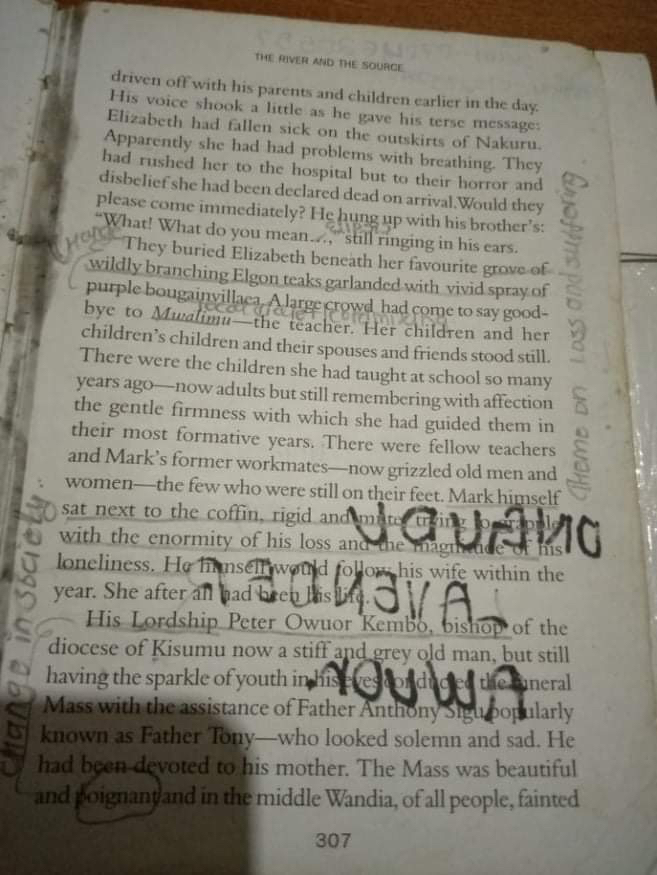 THE RIVER AND THE SOURCE
driven off with his parents and children earlier in the day.
His voice shook a little as he gave his terse message:
Elizabeth had fallen sick on the outskirts of Nakuru.
Apparently she had had problems with breathing. They
had rushed her to the hospital but to their horror and
disbelief she had been declared dead on arrival.Would they
please come immediately? He hung up with his brother's:
“What! What do you mean...,” still ringing in his ears.
They buried Elizabeth beneath her favourite grove of
wildly branching Elgon teaks garlanded with vivid spray of
purple bougainvillaea. A large crowd had come to say good-
bye to Mwalimu—the teacher. Her children and her
children's children and their spouses and friends stood still.
There were the children she had taught at school so many
years ago—now adults but still remembering with affection
the gentle firmness with which she had guided them in
their most formative years. There were fellow teachers
and Mark's former workmates—now grizzled old men and
women—the few who were still on their feet. Mark himself
sat next to the coffin, rigid and mute, trying to grapple
with the enormity of his loss and the magnitude of his
loneliness. He himself would follow his wife within the
year. She after all had been his life.
His Lordship Peter Owuor Kembo, bishop of the
diocese of Kisumu now a stiff and grey old man, but still
having the sparkle of youth in his eyes conducted the funeral
Mass with the assistance of Father Anthony Sigu popularly
known as Father Tony—who looked solemn and sad. He
had been devoted to his mother. The Mass was beautiful
and poignant and in the middle Wandia, of all people, fainted
307
Theme on loss and suffering
Change in society